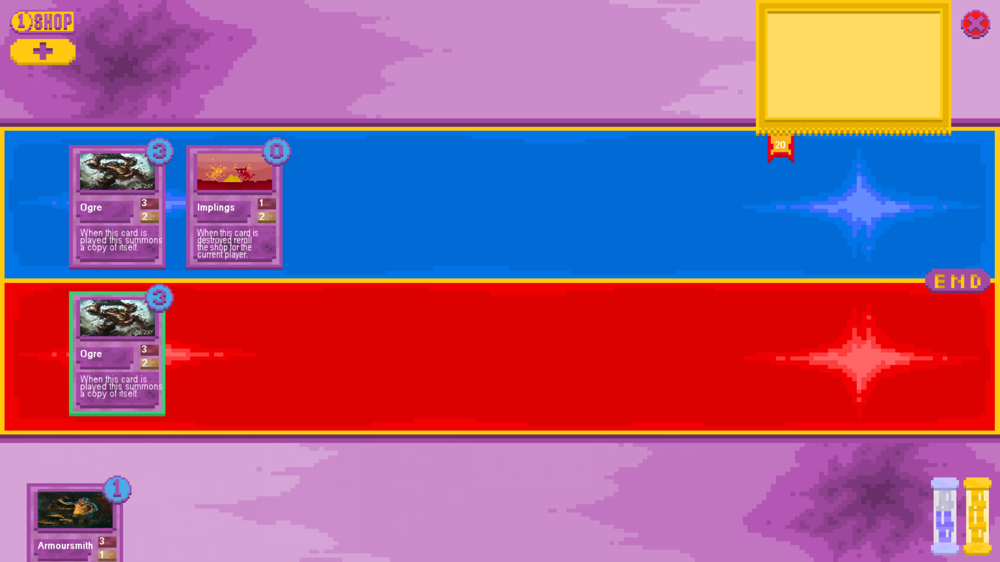 1 SHOP
20
3
0
Ogre
3
2
When this card is
played this summons
a copy of itself.
Implings
1
2
When this card is
destroyed reroll
the shop for the
current player.
END
3
Ogre
3
2
When this card is
played this summons
a copy of itself.
1
Armoursmith
3
1